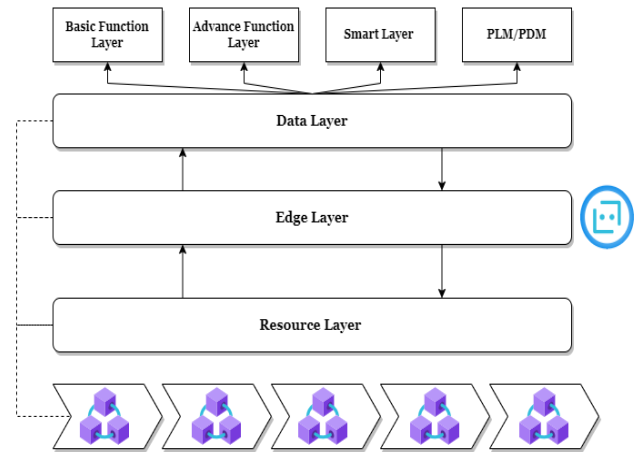 Basic Function
Layer
Advance Function
Layer
Smart Layer
PLM/PDM
Data Layer
Edge Layer
Resource Layer